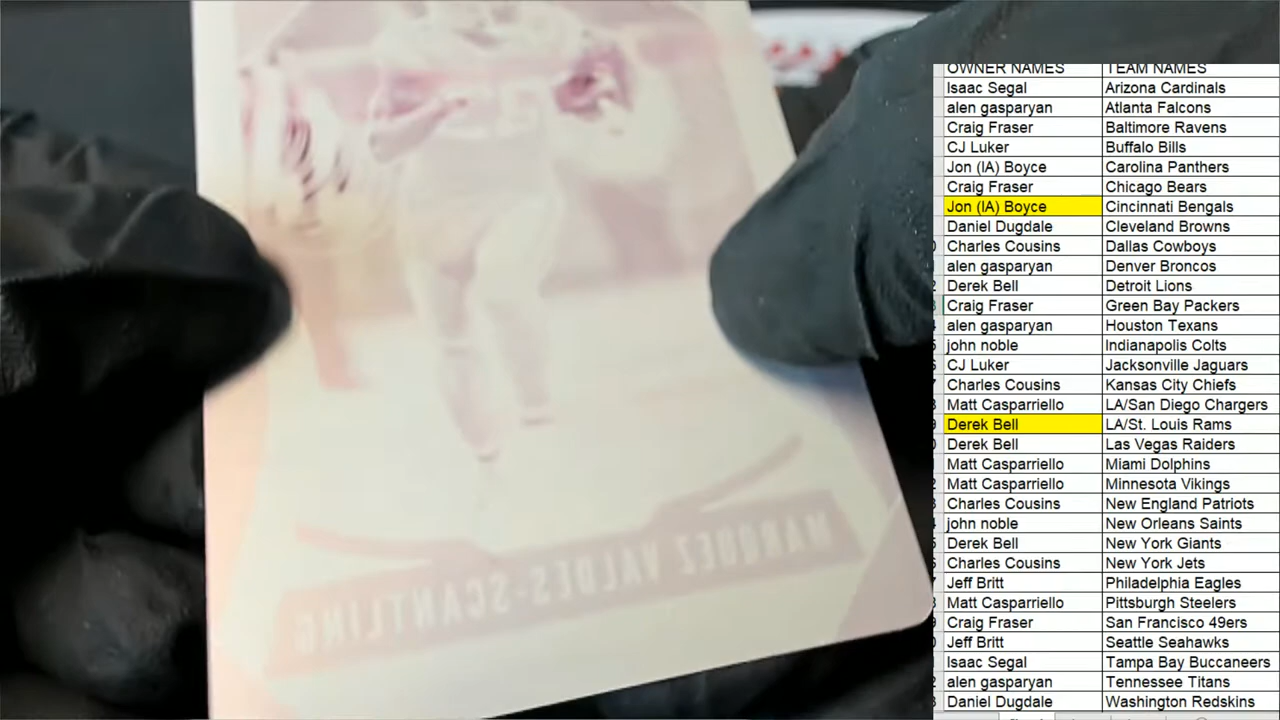 OWNER NAMES TEAM NAMES
Isaac Segal Arizona Cardinals
alen gasparyan Atlanta Falcons
Craig Fraser Baltimore Ravens
CJ Luker Buffalo Bills
Jon (IA) Boyce Carolina Panthers
Craig Fraser Chicago Bears
Jon (IA) Boyce Cincinnati Bengals
Daniel Dugdale Cleveland Browns
Charles Cousins Dallas Cowboys
alen gasparyan Denver Broncos
Derek Bell Detroit Lions
Craig Fraser Green Bay Packers
alen gasparyan Houston Texans
john noble Indianapolis Colts
CJ Luker Jacksonville Jaguars
Charles Cousins Kansas City Chiefs
Matt Casparriello LA/San Diego Chargers
Derek Bell LA/St. Louis Rams
Derek Bell Las Vegas Raiders
Matt Casparriello Miami Dolphins
Matt Casparriello Minnesota Vikings
Charles Cousins New England Patriots
john noble New Orleans Saints
Derek Bell New York Giants
Charles Cousins New York Jets
Jeff Britt Philadelphia Eagles
Matt Casparriello Pittsburgh Steelers
Craig Fraser San Francisco 49ers
Jeff Britt Seattle Seahawks
Isaac Segal Tampa Bay Buccaneers
alen gasparyan Tennessee Titans
Daniel Dugdale Washington Redskins
MARQUEZ VALDES-SCANTLING